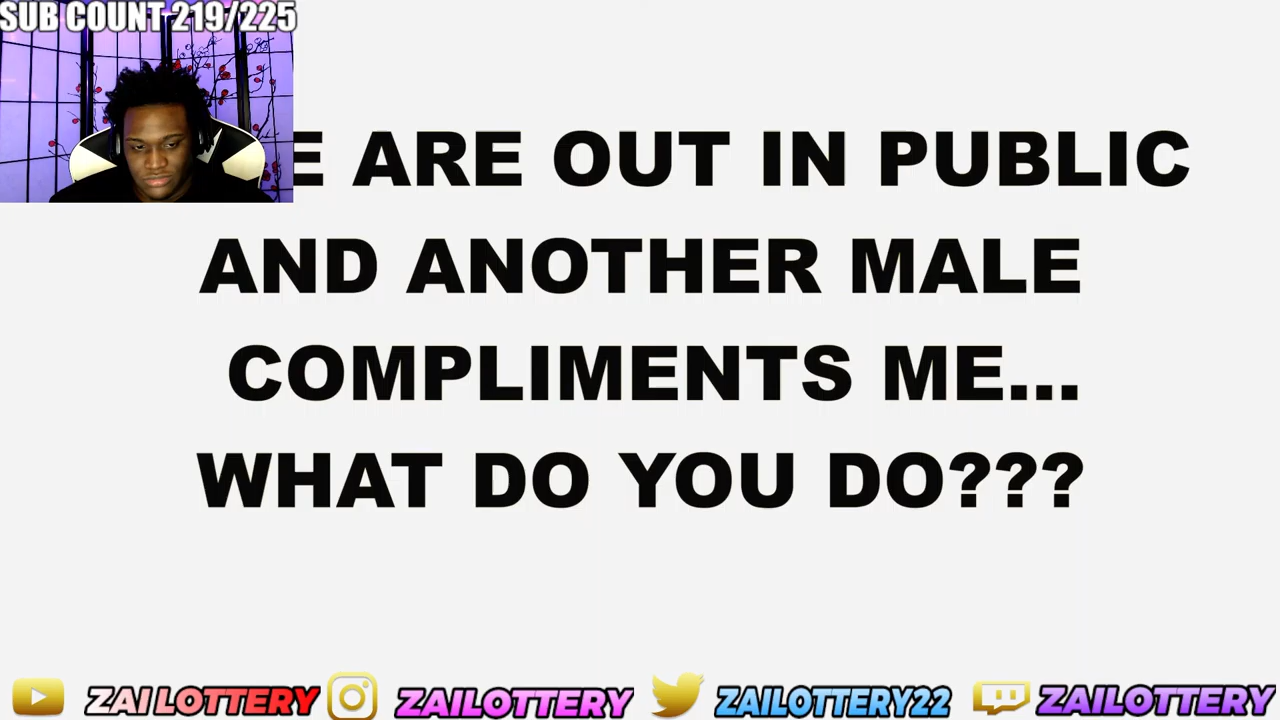 SUB COUNT 219/225
E ARE OUT IN PUBLIC
AND ANOTHER MALE
COMPLIMENTS ME...
WHAT DO YOU DO???
ZAILOTTERY ZAILOTTERY ZAILOTTERY22 ZAILOTTERY